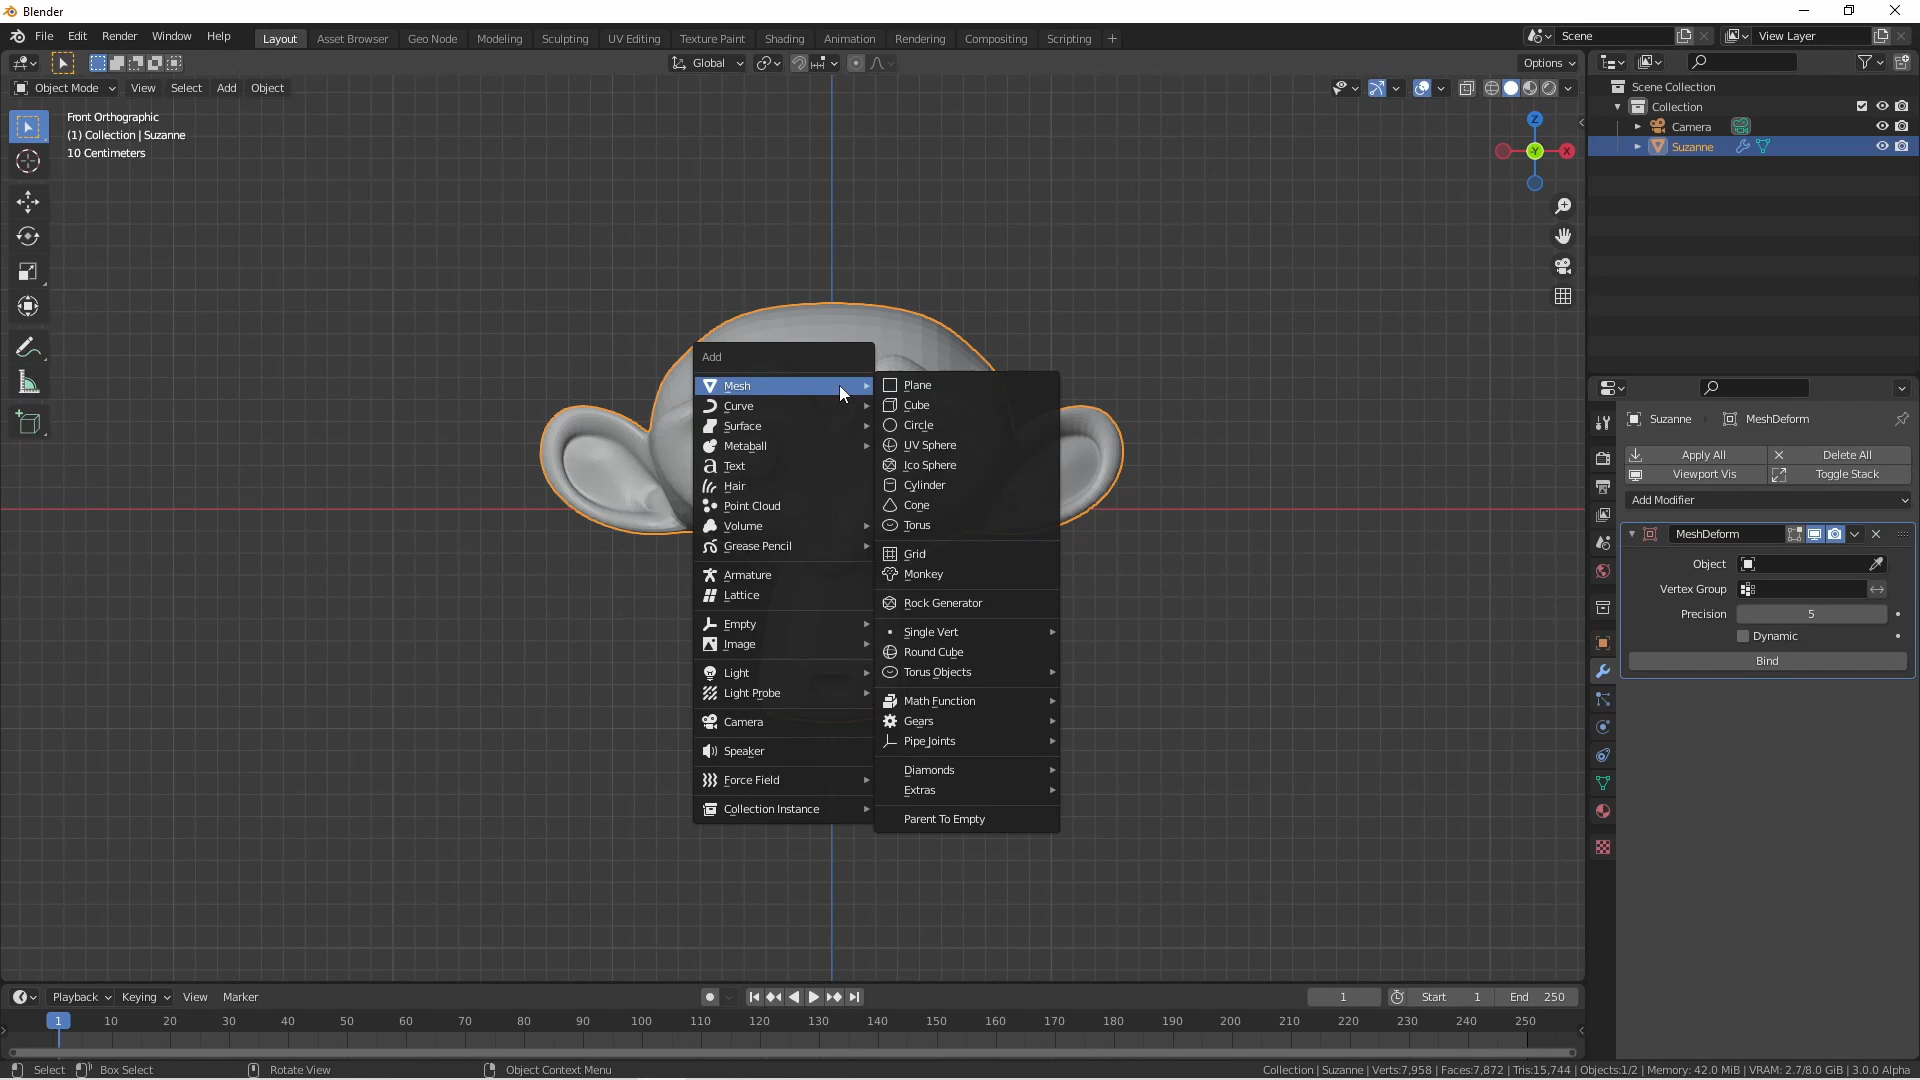 Blender
File Edit Render Window Help
Layout Asset Browser Geo Node Modeling Sculpting UV Editing Texture Paint Shading Animation Rendering Compositing Scripting +
Scene
View Layer
Global
Options
Object Mode View Select Add Object
Front Orthographic
(1) Collection | Suzanne
10 Centimeters
Z
Y
X
Scene Collection
Collection
Camera
Suzanne
Add
Mesh
Curve
Surface
Metaball
Text
Hair
Point Cloud
Volume
Grease Pencil
Armature
Lattice
Empty
Image
Light
Light Probe
Camera
Speaker
Force Field
Collection Instance
Plane
Cube
Circle
UV Sphere
Ico Sphere
Cylinder
Cone
Torus
Grid
Monkey
Rock Generator
Single Vert
Round Cube
Torus Objects
Math Function
Gears
Pipe Joints
Diamonds
Extras
Parent To Empty
Suzanne MeshDeform
Apply All Delete All
Viewport Vis Toggle Stack
Add Modifier
MeshDeform
Object
Vertex Group
Precision 5
Dynamic
Bind
Playback Keying View Marker
1 Start 1 End 250
1 10 20 30 40 50 60 70 80 90 100 110 120 130 140 150 160 170 180 190 200 210 220 230 240 250
Select Box Select Rotate View Object Context Menu
Collection | Suzanne | Verts:7,958 | Faces:7,872 | Tris:15,744 | Objects:1/2 | Memory: 42.0 MiB | VRAM: 2.7/8.0 GiB | 3.0.0 Alpha